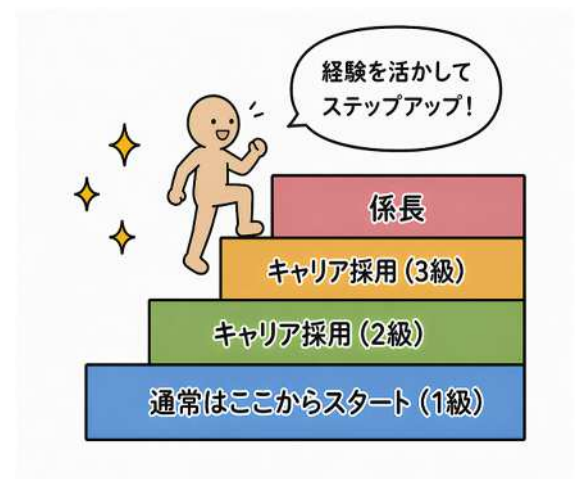 経験を活かして
ステップアップ!
係長
キャリア採用(3級)
キャリア採用(2級)
通常はここからスタート(1級)